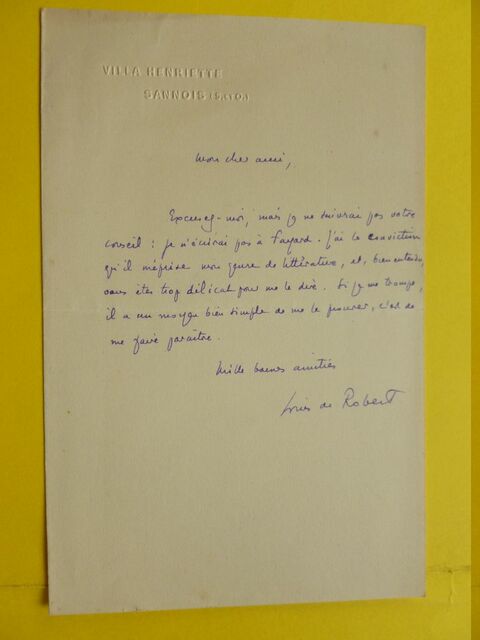 VILLA HENRIETTE
SANNOIS (S.ET.O.)
Mon cher ami,
Excusez-moi, mais je ne suivrai pas votre
conseil : je n'écrirai pas à Fayard. J'ai la conviction
qu'il méprise mon genre de littérature, et, bien entendu,
vous êtes trop délicat pour me le dire. Si je me trompe,
il a un moyen bien simple de me le prouver, c'est de
me faire paraître.
Mille bonnes amitiés
Louis de Robert